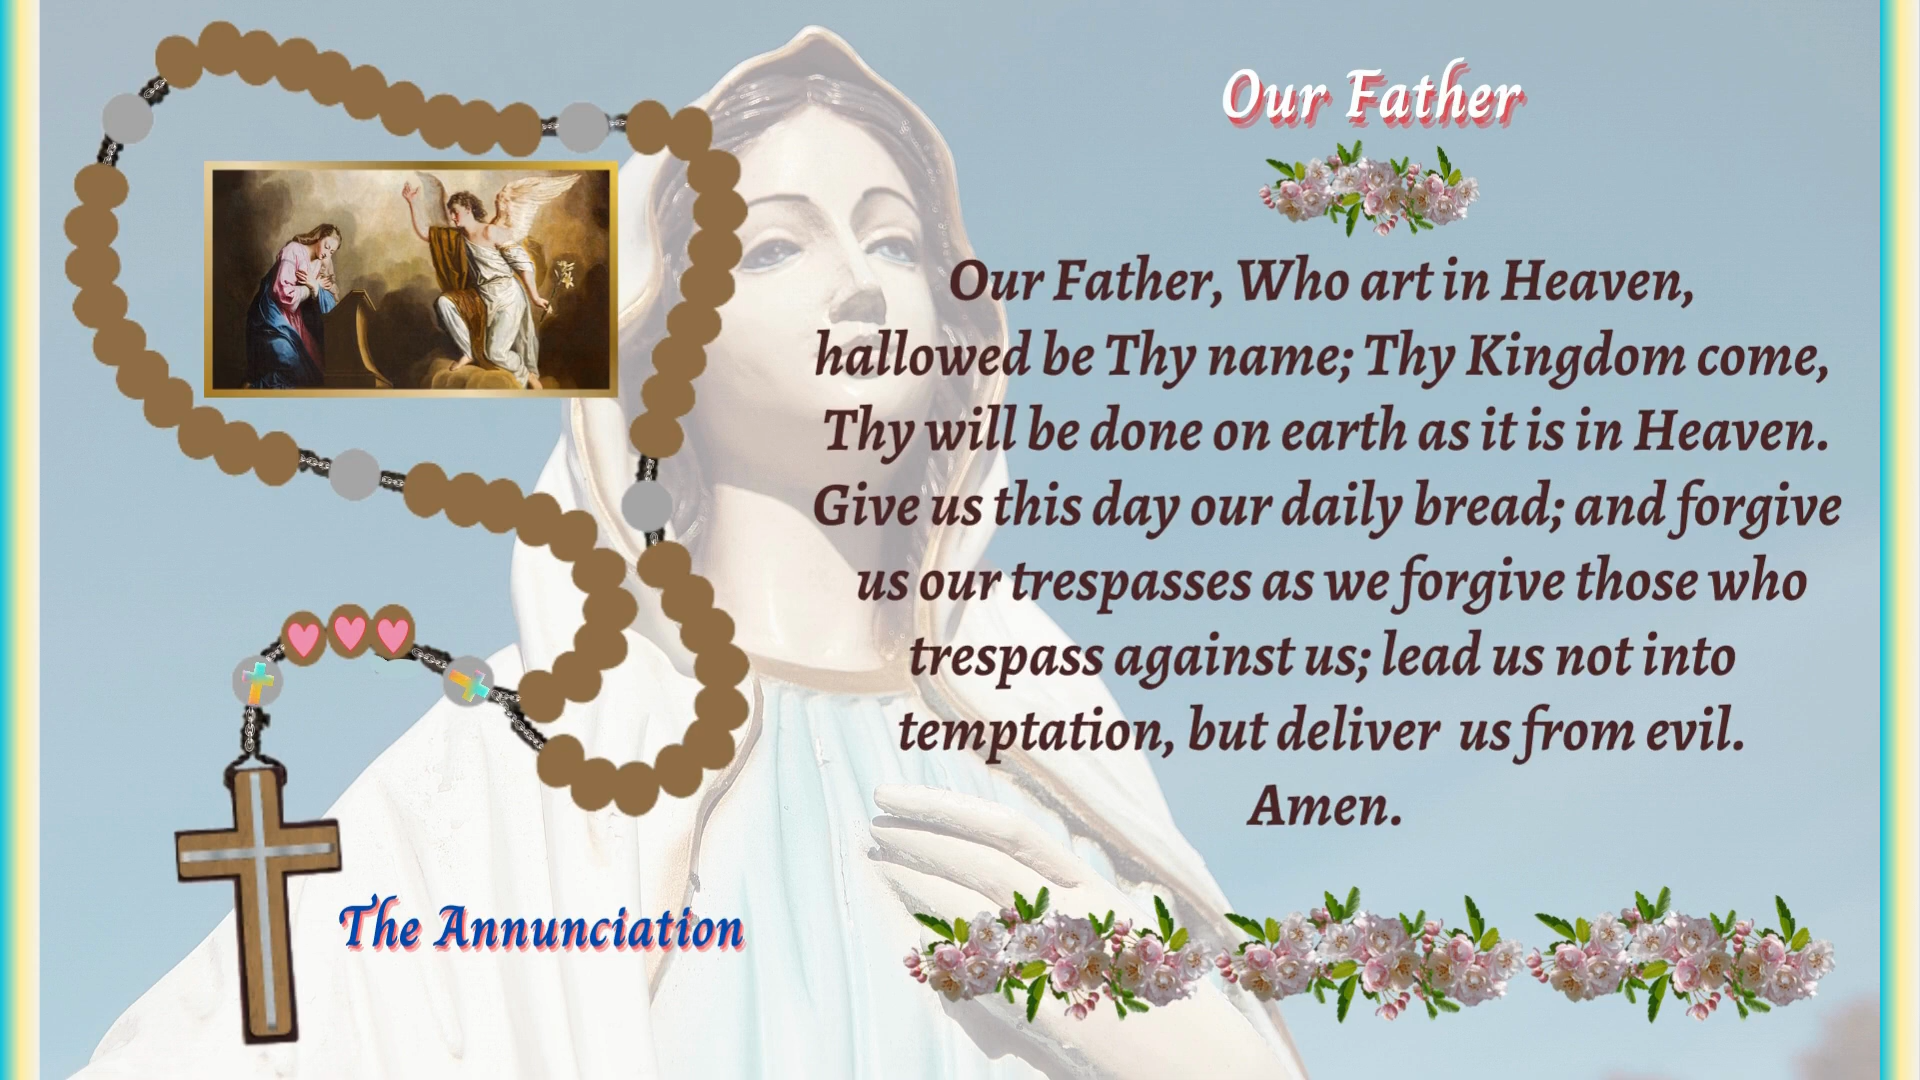 Our Father
Our Father, Who art in Heaven,
hallowed be Thy name; Thy Kingdom come,
Thy will be done on earth as it is in Heaven.
Give us this day our daily bread; and forgive
us our trespasses as we forgive those who
trespass against us; lead us not into
temptation, but deliver us from evil.
Amen.
The Annunciation